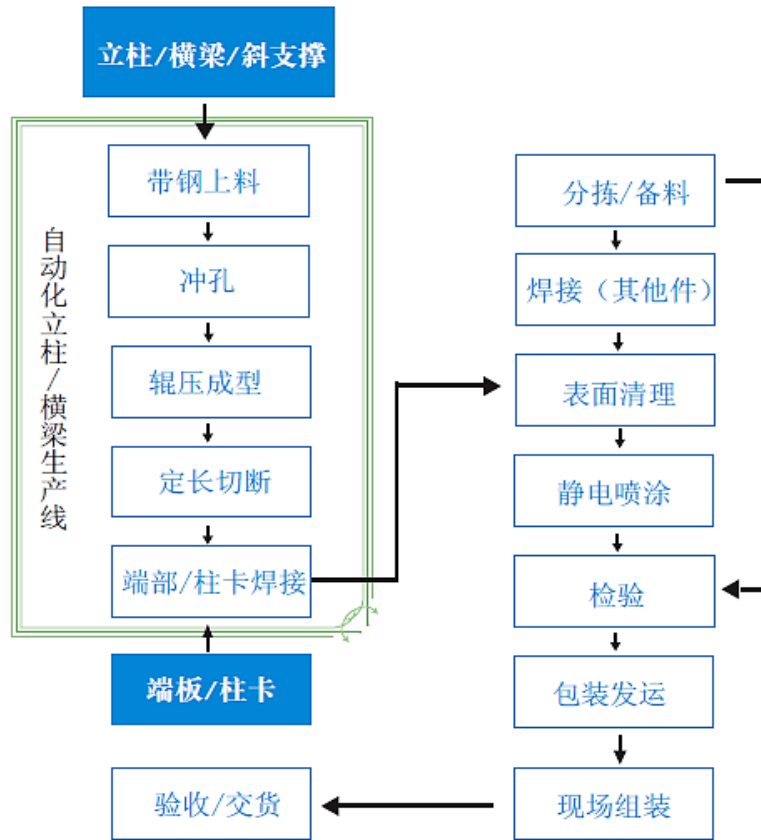 立柱/横梁/斜支撑
自动化立柱/横梁生产线
带钢上料
冲孔
辊压成型
定长切断
端部/柱卡焊接
端板/柱卡
分拣/备料
焊接（其他件）
表面清理
静电喷涂
检验
包装发运
现场组装
验收/交货